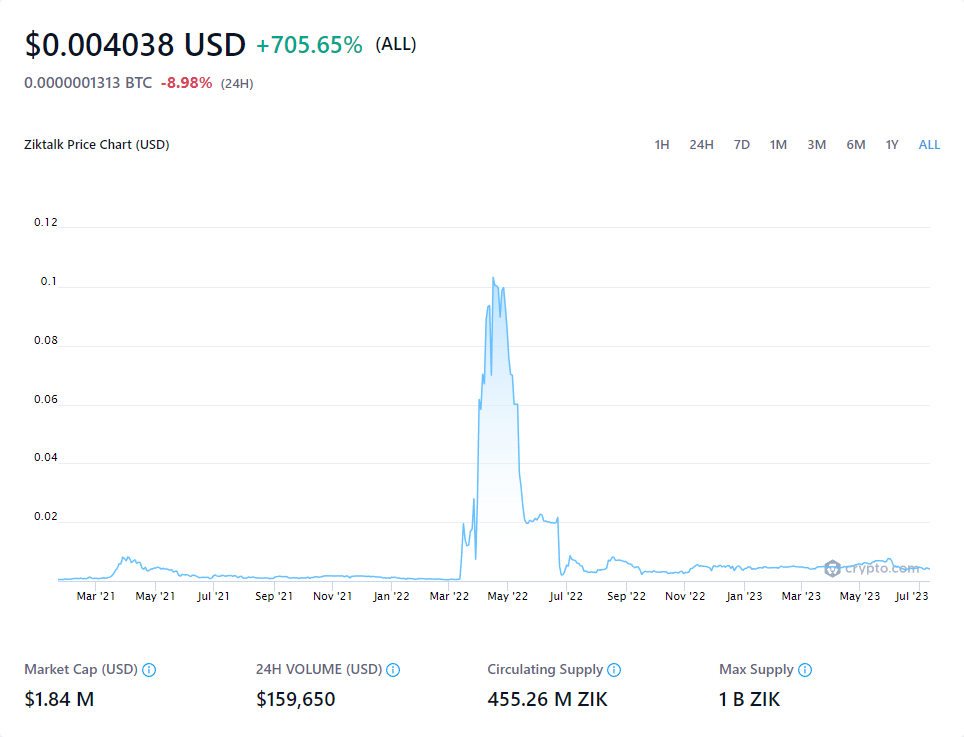 $0.004038 USD +705.65% (ALL)
0.0000001313 BTC -8.98% (24H)
Ziktalk Price Chart (USD) 1H 24H 7D 1M 3M 6M 1Y ALL
0.12
0.1
0.08
0.06
0.04
0.02
crypto.com
Mar '21 May '21 Jul '21 Sep '21 Nov '21 Jan '22 Mar '22 May '22 Jul '22 Sep '22 Nov '22 Jan '23 Mar '23 May '23 Jul '23
Market Cap (USD) 24H VOLUME (USD) Circulating Supply Max Supply
$1.84 M $159,650 455.26 M ZIK 1 B ZIK